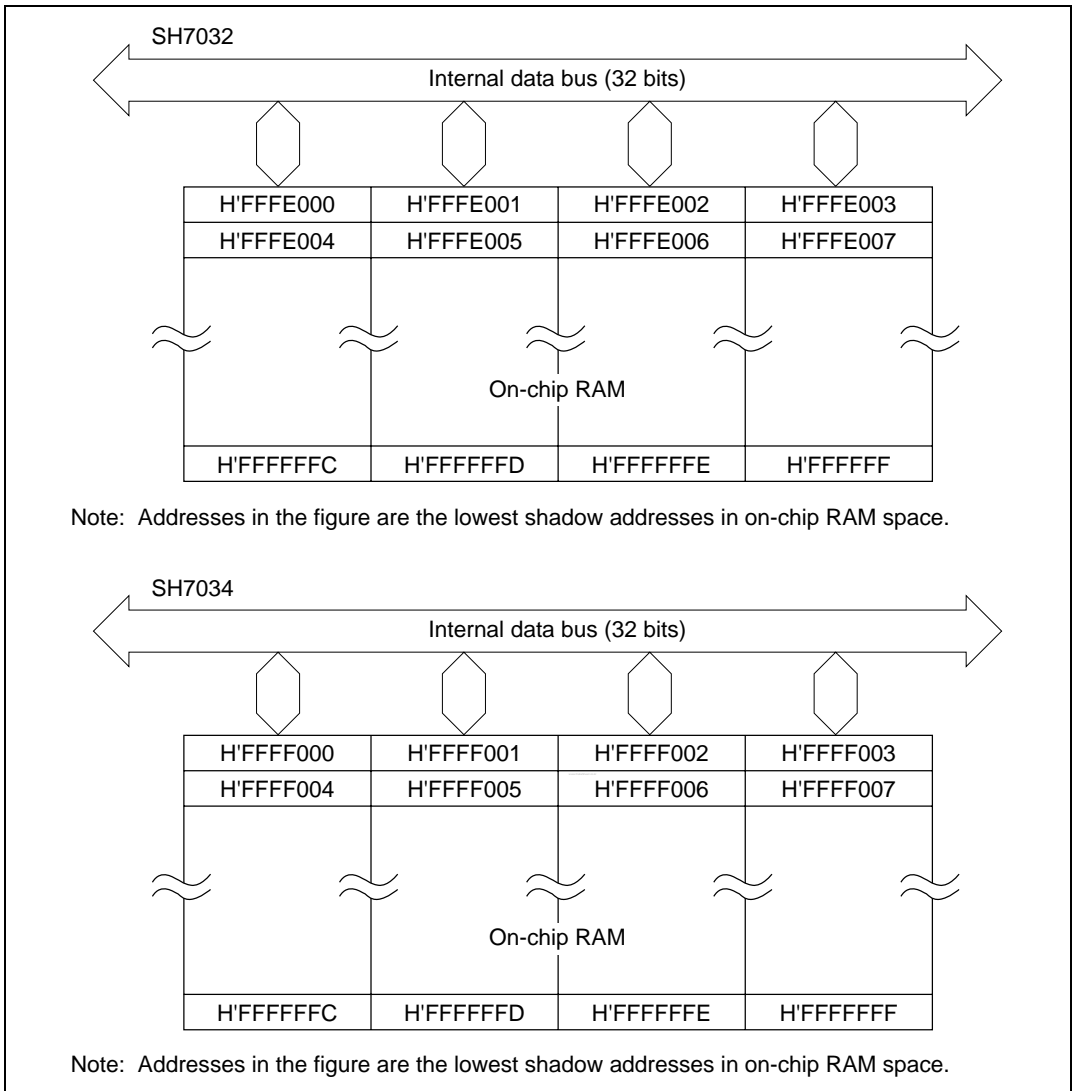 SH7032
Internal data bus (32 bits)
H'FFFE000 H'FFFE001 H'FFFE002 H'FFFE003
H'FFFE004 H'FFFE005 H'FFFE006 H'FFFE007
On-chip RAM
H'FFFFFFC H'FFFFFFD H'FFFFFFE H'FFFFFF
Note: Addresses in the figure are the lowest shadow addresses in on-chip RAM space.
SH7034
Internal data bus (32 bits)
H'FFFF000 H'FFFF001 H'FFFF002 H'FFFF003
H'FFFF004 H'FFFF005 H'FFFF006 H'FFFF007
On-chip RAM
H'FFFFFFC H'FFFFFFD H'FFFFFFE H'FFFFFFF
Note: Addresses in the figure are the lowest shadow addresses in on-chip RAM space.